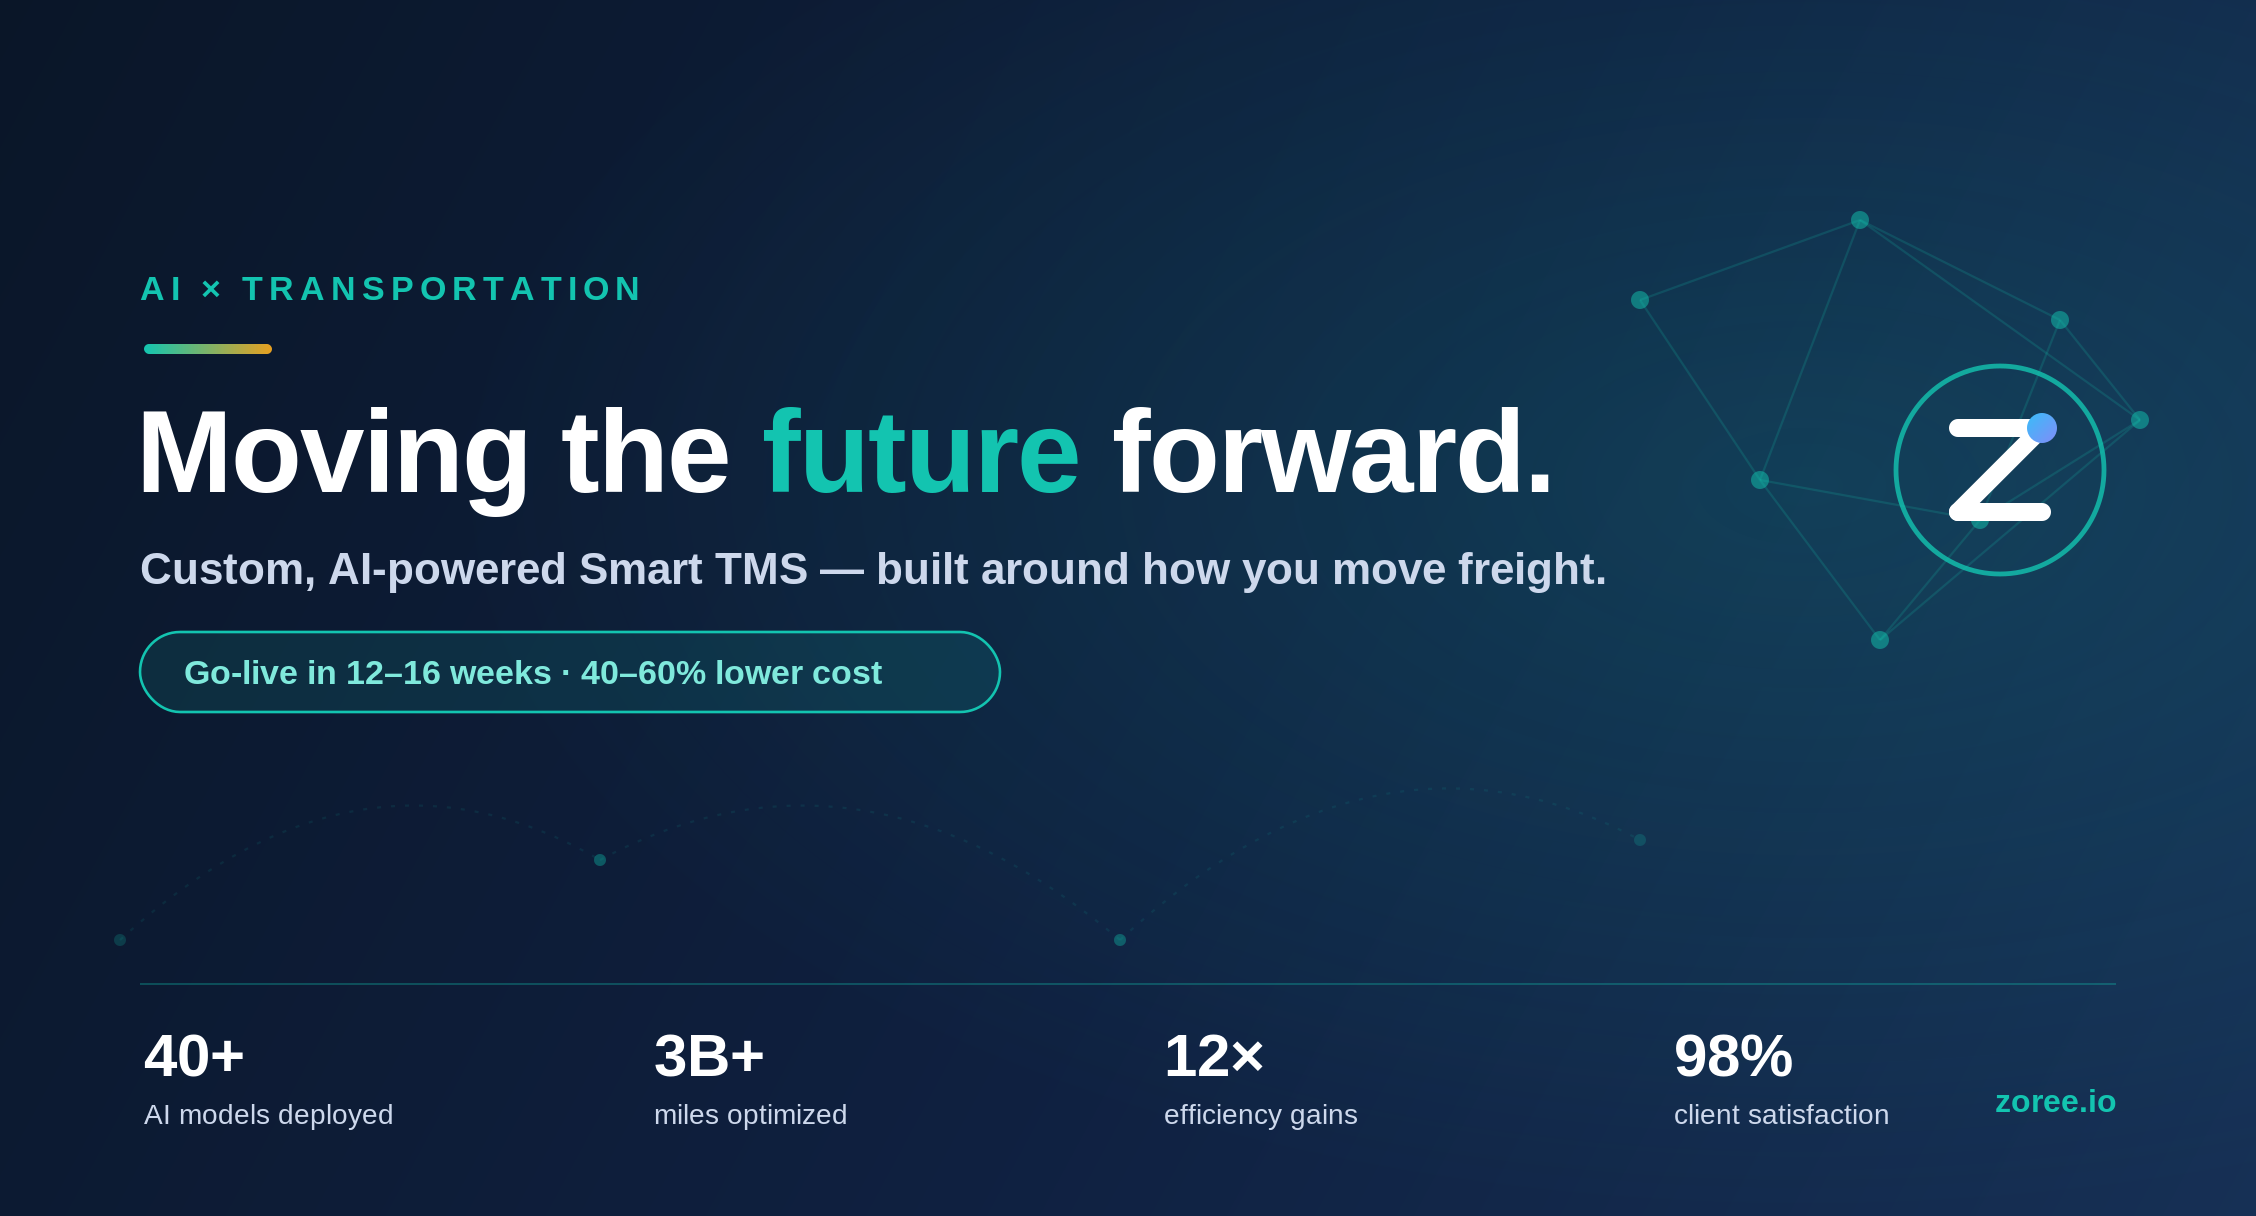 AI × TRANSPORTATION
Moving the future forward.
Custom, AI-powered Smart TMS — built around how you move freight.
Go-live in 12–16 weeks · 40–60% lower cost
Z
40+
AI models deployed
3B+
miles optimized
12×
efficiency gains
98%
client satisfaction
zoree.io